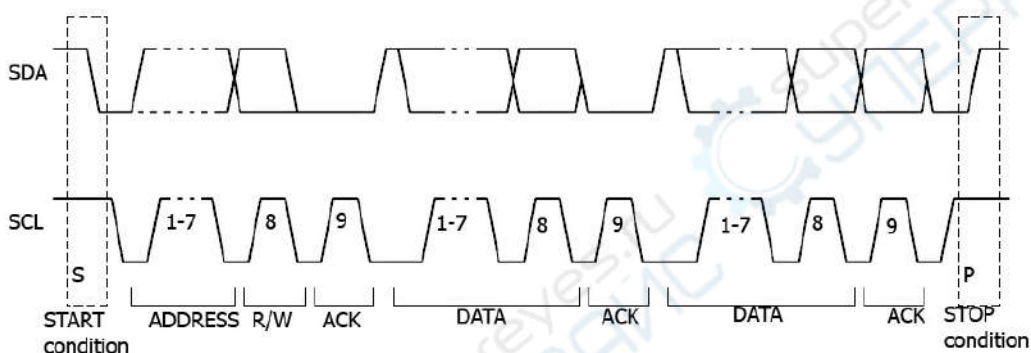 SDA
SCL
1-7 8 9 1-7 8 9 1-7 8 9
S P
START condition
ADDRESS R/W ACK DATA ACK DATA ACK
STOP condition